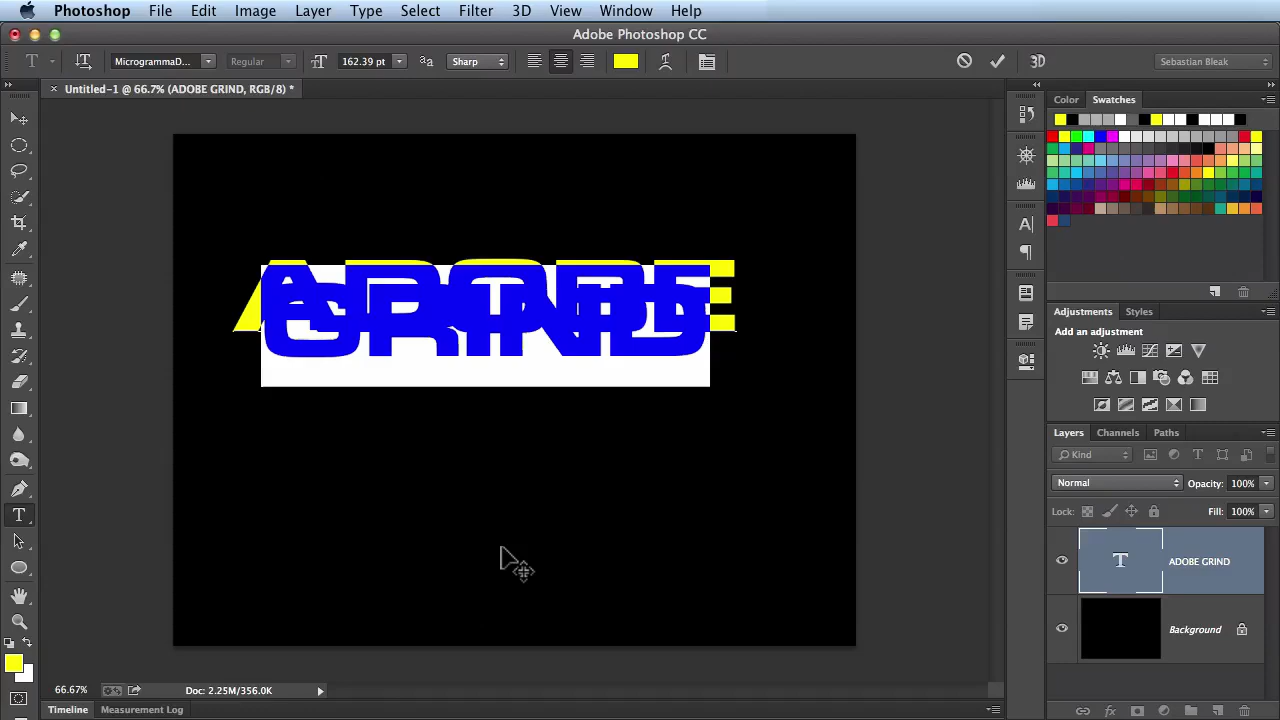 Photoshop File Edit Image Layer Type Select Filter 3D View Window Help
Adobe Photoshop CC
T MicrogrammaD... Regular 162.39 pt Sharp 3D Sebastian Bleak
Untitled-1 @ 66.7% (ADOBE GRIND, RGB/8) *
Color Swatches
ADOBE
GRIND
Adjustments Styles
Add an adjustment
Layers Channels Paths
Kind
Normal Opacity: 100%
Lock: Fill: 100%
T ADOBE GRIND
Background
66.67% Doc: 2.25M/356.0K
Timeline Measurement Log